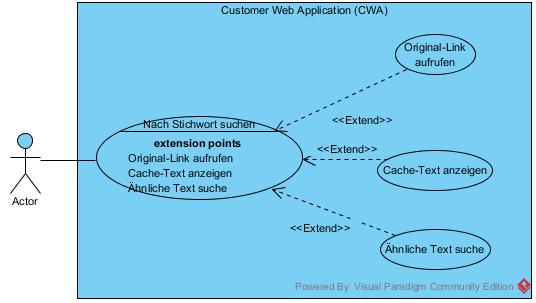 Customer Web Application (CWA)
Original-Link
aufrufen
<<Extend>>
Nach Stichwort suchen
extension points
Original-Link aufrufen
Cache-Text anzeigen
Ähnliche Text suche
<<Extend>>
Cache-Text anzeigen
Actor
<<Extend>>
Ähnliche Text suche
Powered By Visual Paradigm Community Edition